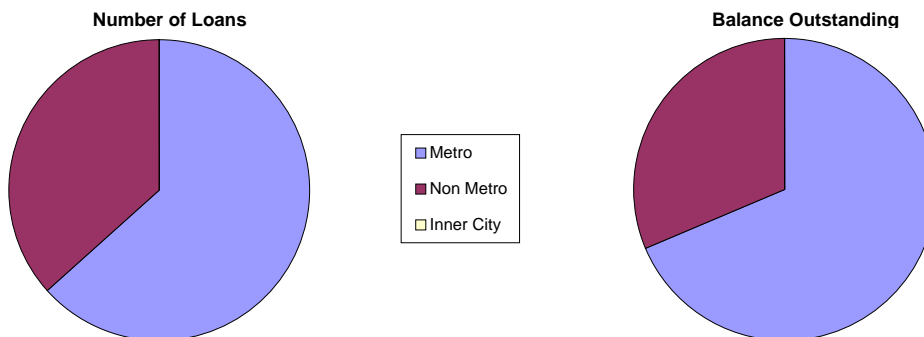 Number of Loans
Balance Outstanding
Metro
Non Metro
Inner City